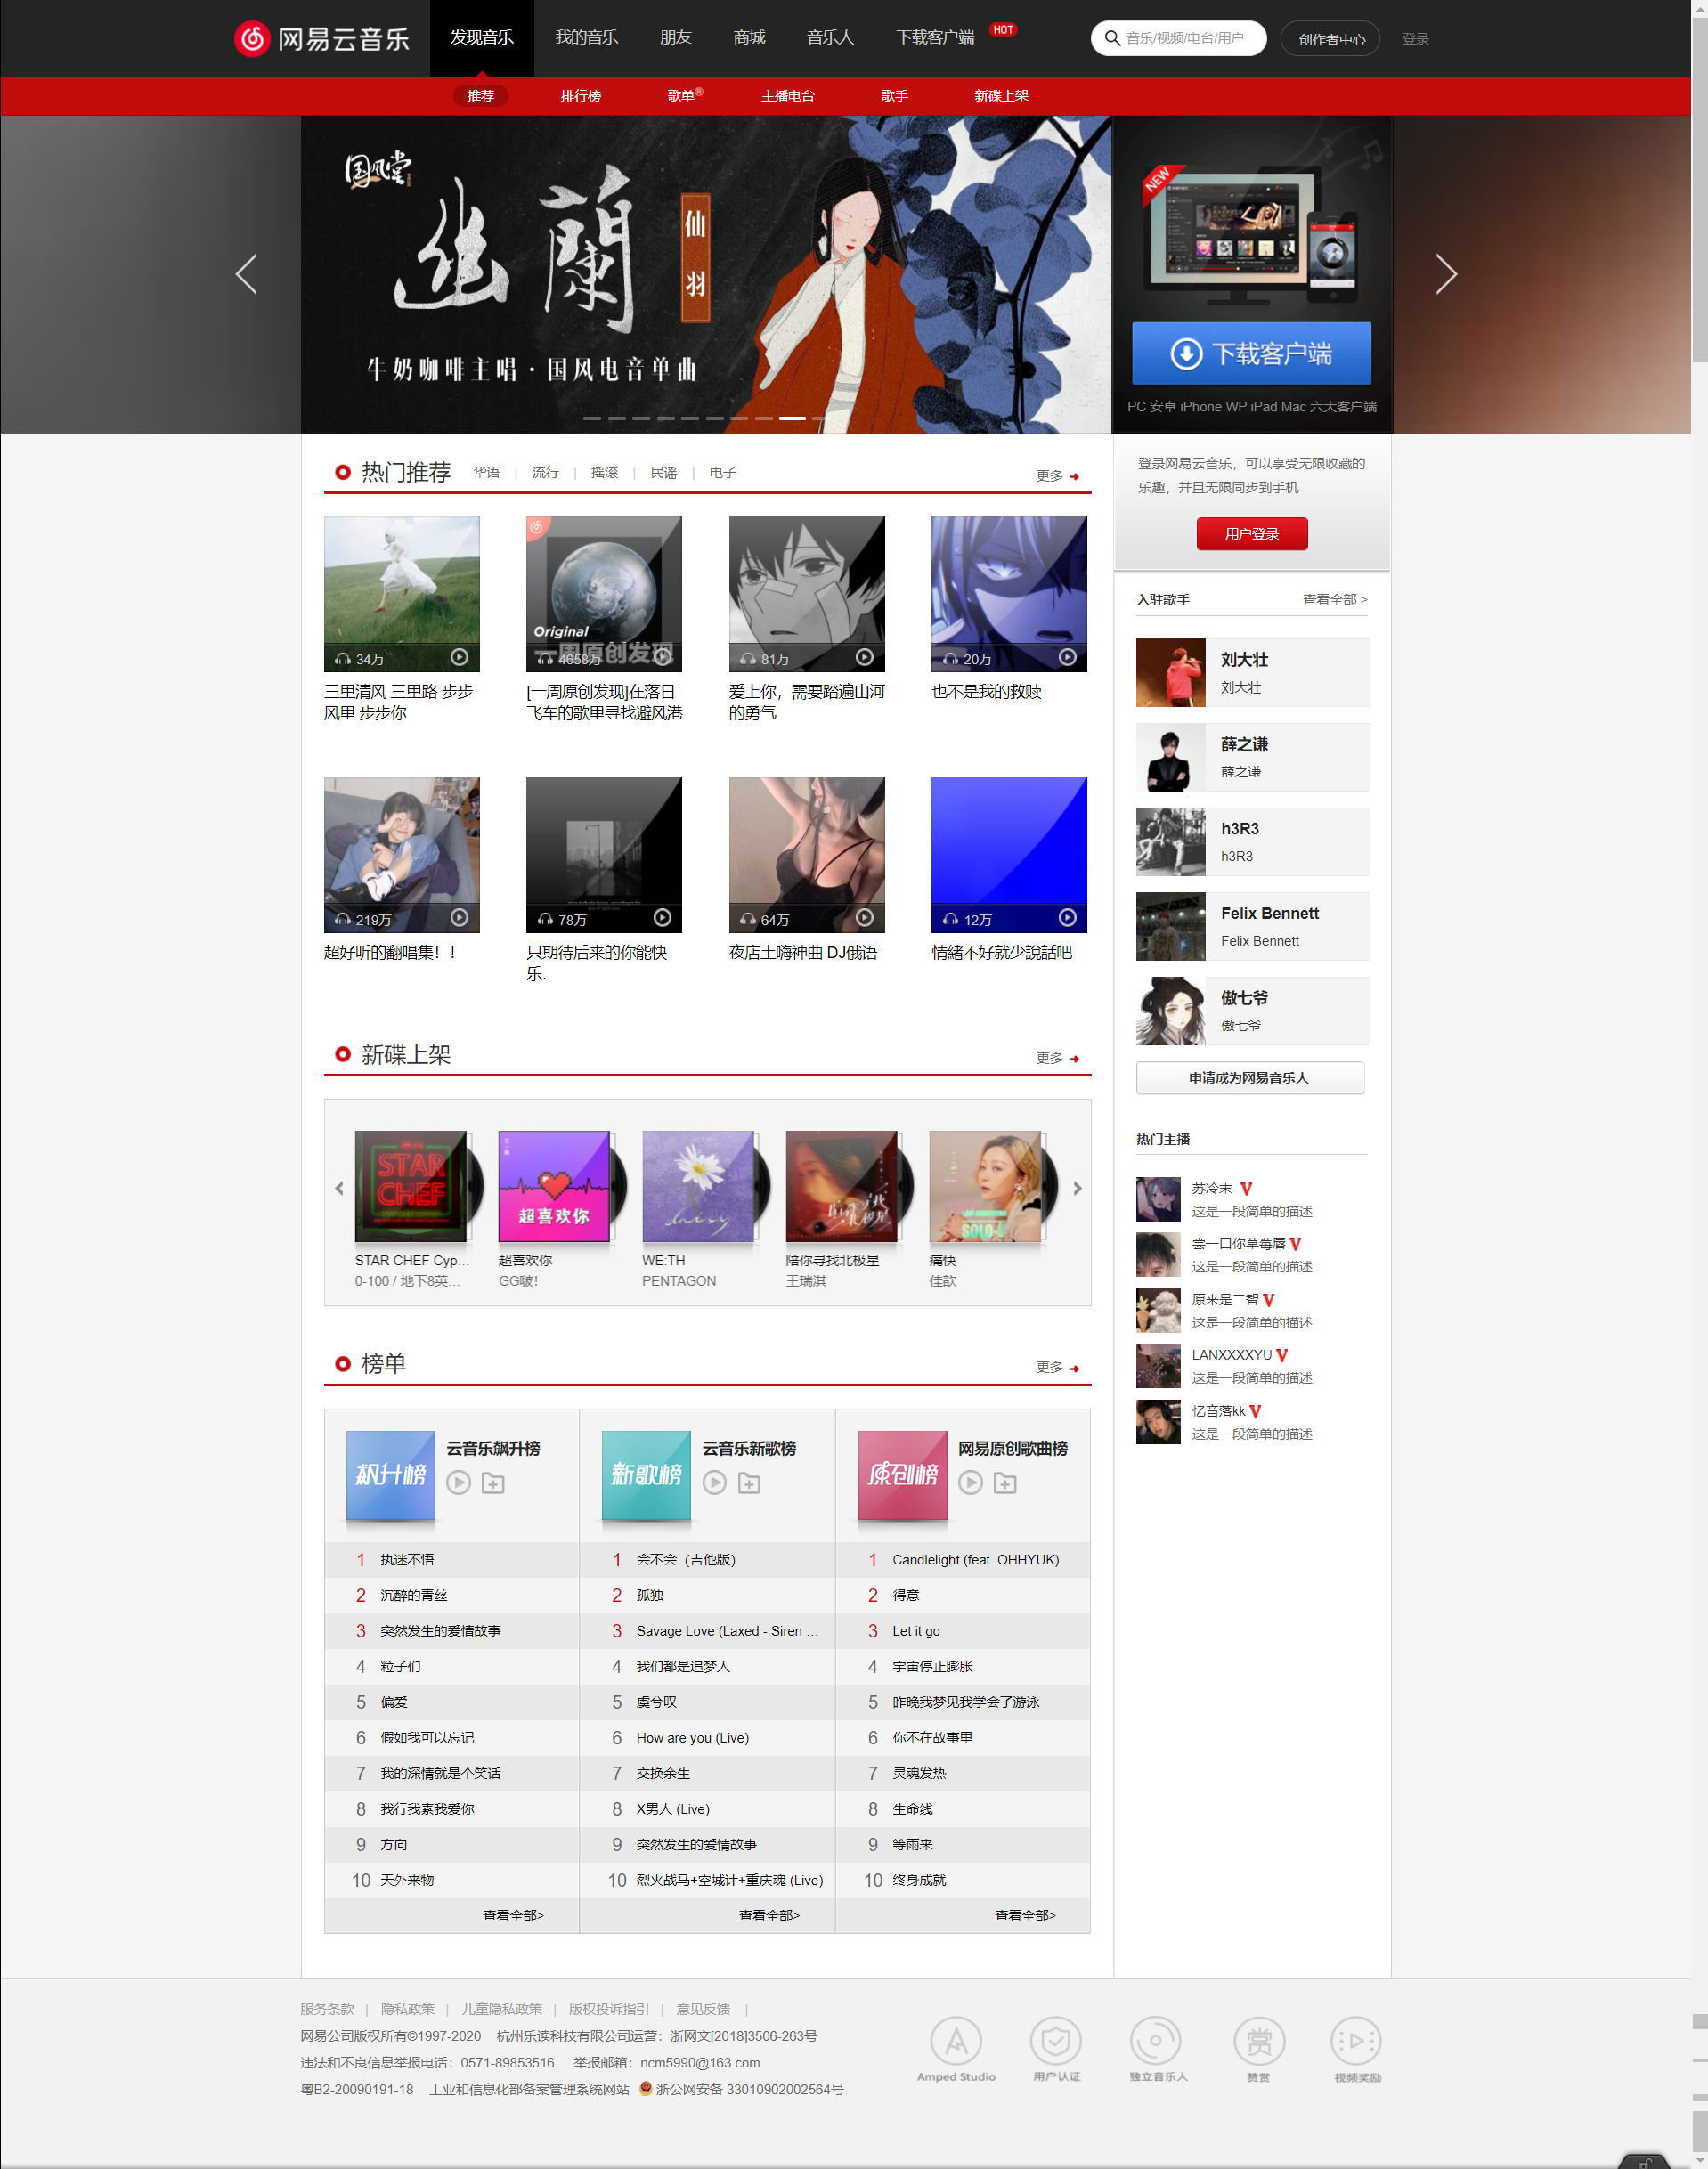 网易云音乐
发现音乐 我的音乐 朋友 商城 音乐人 下载客户端 HOT
音乐/视频/电台/用户 创作者中心 登录
推荐 排行榜 歌单® 主播电台 歌手 新碟上架
国风堂
幽蘭
仙羽
牛奶咖啡主唱·国风电音单曲
NEW
下载客户端
PC 安卓 iPhone WP iPad Mac 六大客户端
热门推荐 华语 | 流行 | 摇滚 | 民谣 | 电子 更多
34万
Original
一周原创发现
4658万
81万
20万
三里清风 三里路 步步
风里 步步你
[一周原创发现]在落日
飞车的歌里寻找避风港
爱上你，需要踏遍山河
的勇气
也不是我的救赎
219万
78万
64万
12万
超好听的翻唱集！！
只期待后来的你能快
乐.
夜店土嗨神曲 DJ俄语
情緒不好就少說話吧
新碟上架 更多
STAR CHEF
超喜欢你
daisy
陪你寻找北极星
SOLO-U
STAR CHEF Cyp...
0-100 / 地下8英...
超喜欢你
GG啵！
WE:TH
PENTAGON
陪你寻找北极星
王瑞淇
痛快
佳歆
榜单 更多
飙升榜
云音乐飙升榜
1 执迷不悟
2 沉醉的青丝
3 突然发生的爱情故事
4 粒子们
5 偏爱
6 假如我可以忘记
7 我的深情就是个笑话
8 我行我素我爱你
9 方向
10 天外来物
查看全部>
新歌榜
云音乐新歌榜
1 会不会（吉他版）
2 孤独
3 Savage Love (Laxed - Siren ...
4 我们都是追梦人
5 虞兮叹
6 How are you (Live)
7 交换余生
8 X男人 (Live)
9 突然发生的爱情故事
10 烈火战马+空城计+重庆魂 (Live)
查看全部>
原创榜
网易原创歌曲榜
1 Candlelight (feat. OHHYUK)
2 得意
3 Let it go
4 宇宙停止膨胀
5 昨晚我梦见我学会了游泳
6 你不在故事里
7 灵魂发热
8 生命线
9 等雨来
10 终身成就
查看全部>
登录网易云音乐，可以享受无限收藏的
乐趣，并且无限同步到手机
用户登录
入驻歌手 查看全部 >
刘大壮
刘大壮
薛之谦
薛之谦
h3R3
h3R3
Felix Bennett
Felix Bennett
傲七爷
傲七爷
申请成为网易音乐人
热门主播
苏冷末-
这是一段简单的描述
尝一口你草莓唇
这是一段简单的描述
原来是二智
这是一段简单的描述
LANXXXXYU
这是一段简单的描述
忆音落kk
这是一段简单的描述
服务条款 | 隐私政策 | 儿童隐私政策 | 版权投诉指引 | 意见反馈 |
网易公司版权所有©1997-2020 杭州乐读科技有限公司运营：浙网文[2018]3506-263号
违法和不良信息举报电话：0571-89853516 举报邮箱：ncm5990@163.com
粤B2-20090191-18 工业和信息化部备案管理系统网站 浙公网安备 33010902002564号
Amped Studio 用户认证 独立音乐人 赞赏 视频奖励
赏